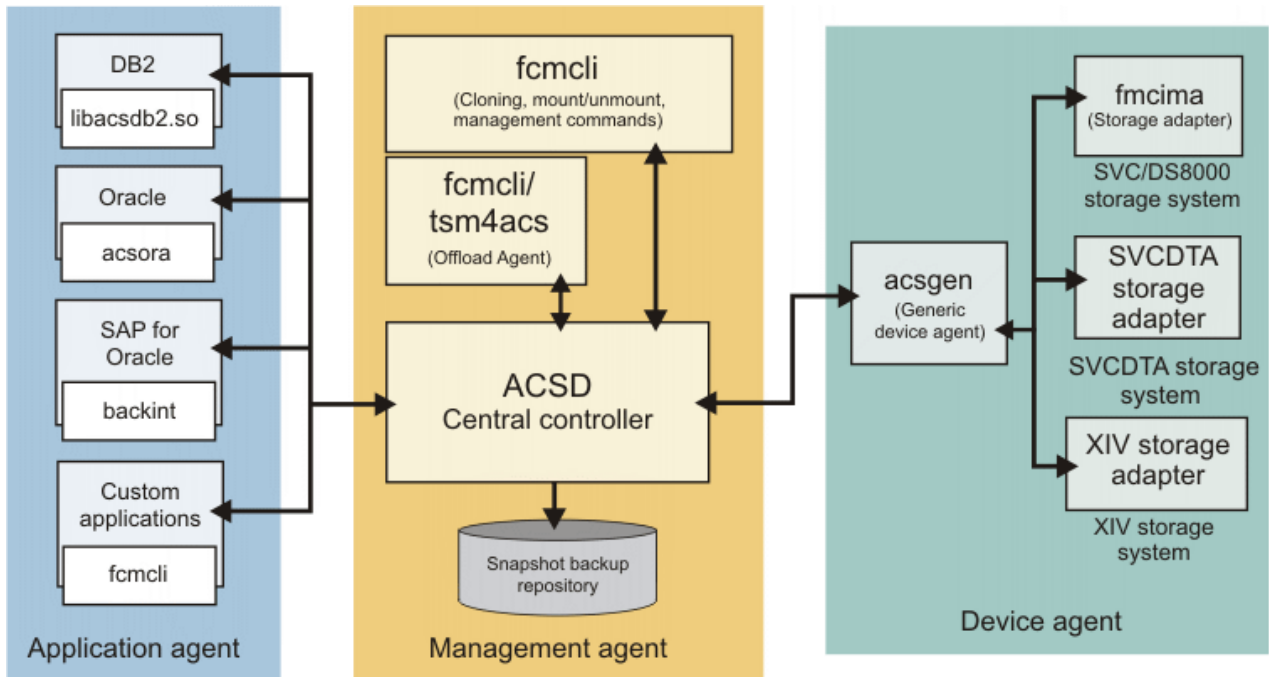 DB2
libacsdb2.so
Oracle
acsora
SAP for
Oracle
backint
Custom
applications
fcmcli
Application agent
fcmcli
(Cloning, mount/unmount,
management commands)
fcmcli/
tsm4acs
(Offload Agent)
ACSD
Central controller
Snapshot backup
repository
Management agent
acsgen
(Generic
device agent)
fmcima
(Storage adapter)
SVC/DS8000
storage system
SVCDTA
storage
adapter
SVCDTA storage
system
XIV storage
adapter
XIV storage
system
Device agent